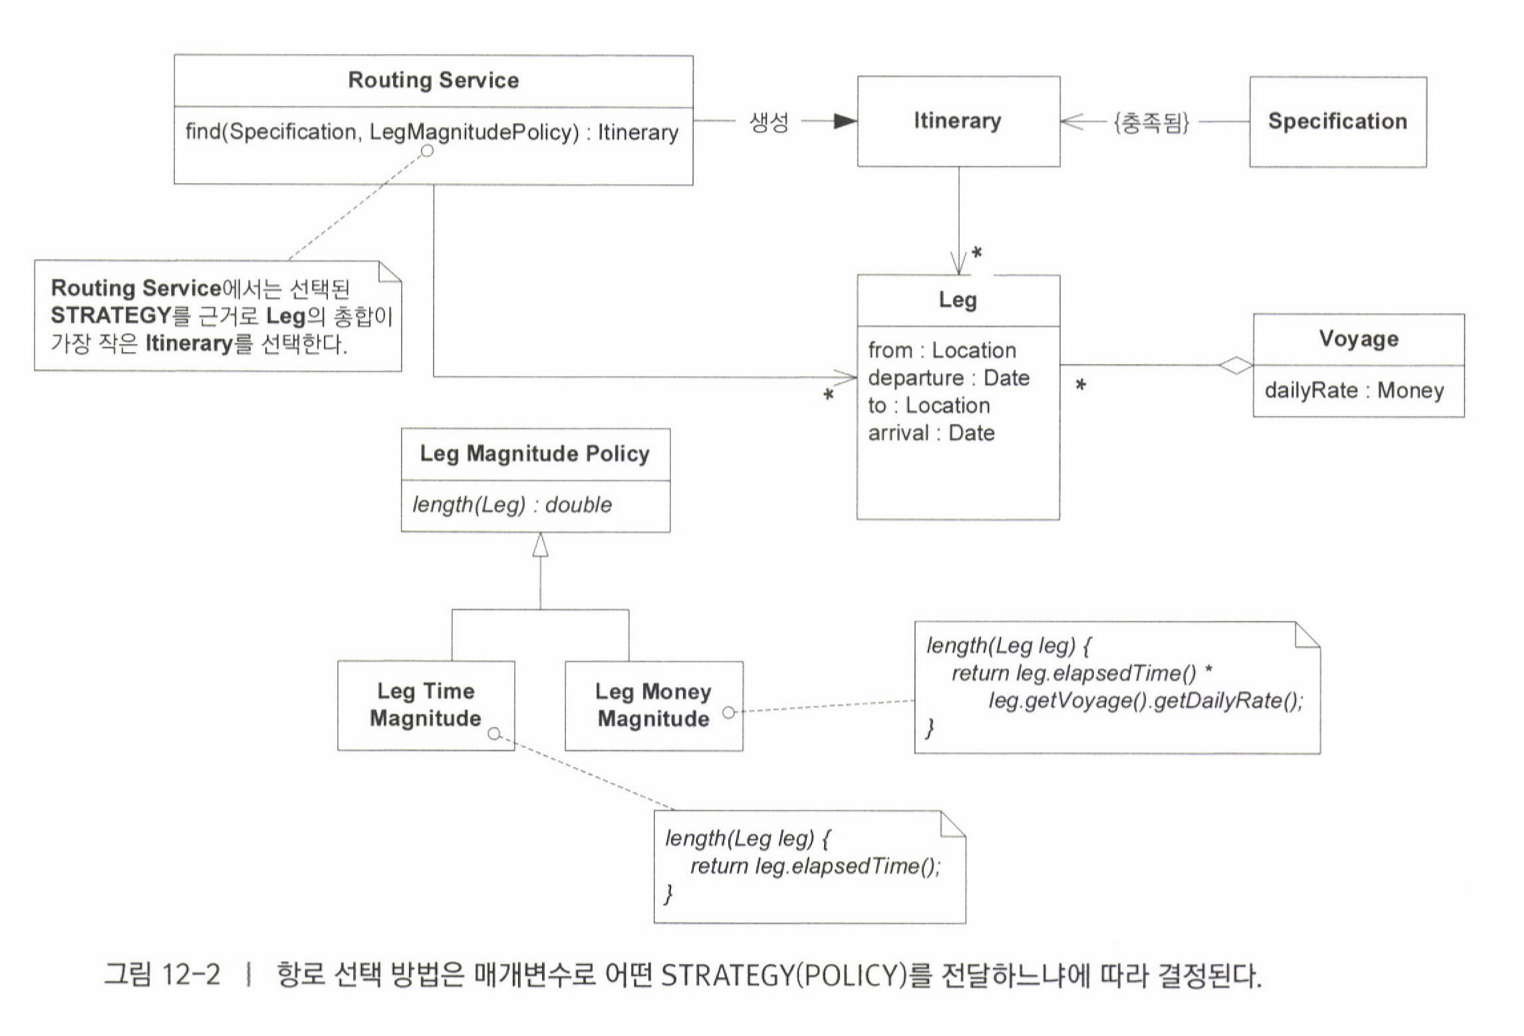 Routing Service
find(Specification, LegMagnitudePolicy) : Itinerary
생성
Itinerary
{충족됨}
Specification
Routing Service에서는 선택된
STRATEGY를 근거로 Leg의 총합이
가장 작은 Itinerary를 선택한다.
*
Leg
from : Location
departure : Date
to : Location
arrival : Date
*
*
Voyage
dailyRate : Money
Leg Magnitude Policy
length(Leg) : double
Leg Time
Magnitude
Leg Money
Magnitude
length(Leg leg) {
return leg.elapsedTime() *
leg.getVoyage().getDailyRate();
}
length(Leg leg) {
return leg.elapsedTime();
}
그림 12-2 | 항로 선택 방법은 매개변수로 어떤 STRATEGY(POLICY)를 전달하느냐에 따라 결정된다.